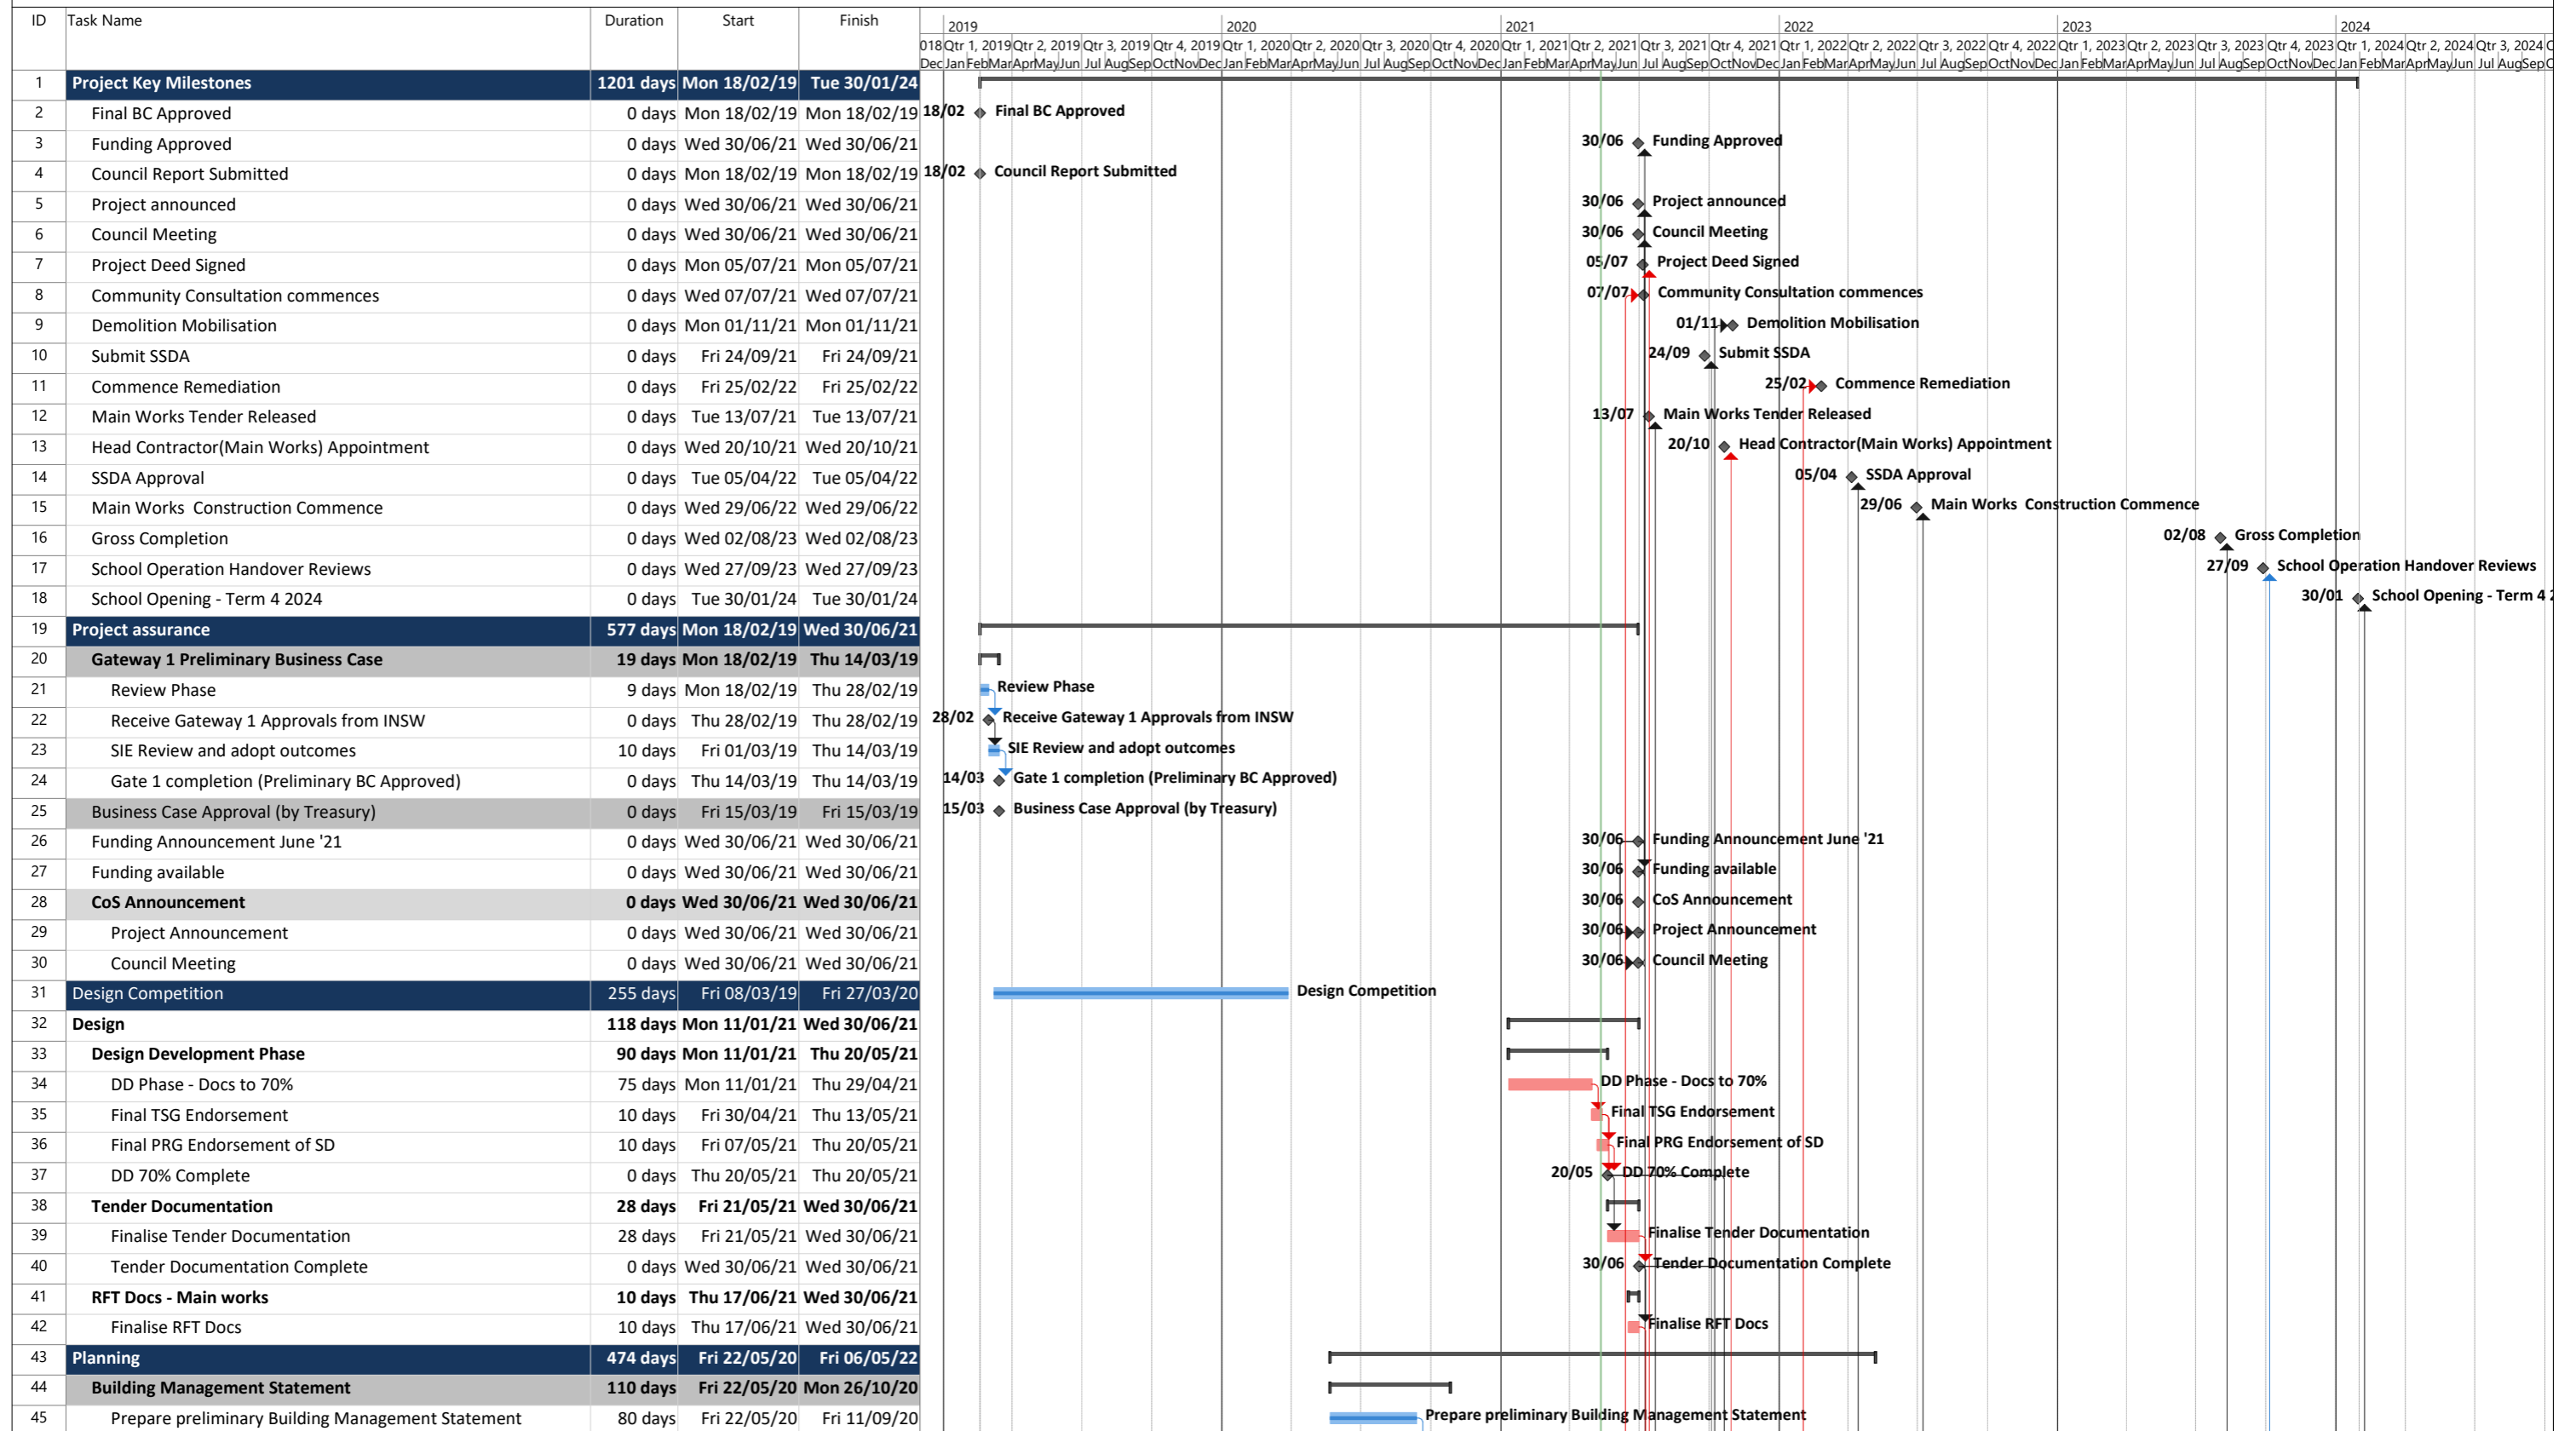 ID Task Name Duration Start Finish 2019 2020 2021 2022 2023 2024
018 Qtr 1, 2019 Qtr 2, 2019 Qtr 3, 2019 Qtr 4, 2019 Qtr 1, 2020 Qtr 2, 2020 Qtr 3, 2020 Qtr 4, 2020 Qtr 1, 2021 Qtr 2, 2021 Qtr 3, 2021 Qtr 4, 2021 Qtr 1, 2022 Qtr 2, 2022 Qtr 3, 2022 Qtr 4, 2022 Qtr 1, 2023 Qtr 2, 2023 Qtr 3, 2023 Qtr 4, 2023 Qtr 1, 2024 Qtr 2, 2024 Qtr 3, 2024
Dec Jan Feb Mar Apr May Jun Jul Aug Sep Oct Nov Dec Jan Feb Mar Apr May Jun Jul Aug Sep Oct Nov Dec Jan Feb Mar Apr May Jun Jul Aug Sep Oct Nov Dec Jan Feb Mar Apr May Jun Jul Aug Sep Oct Nov Dec Jan Feb Mar Apr May Jun Jul Aug Sep Oct Nov Dec Jan Feb Mar Apr May Jun Jul Aug Sep
1 Project Key Milestones 1201 days Mon 18/02/19 Tue 30/01/24
2 Final BC Approved 0 days Mon 18/02/19 Mon 18/02/19 18/02 Final BC Approved
3 Funding Approved 0 days Wed 30/06/21 Wed 30/06/21 30/06 Funding Approved
4 Council Report Submitted 0 days Mon 18/02/19 Mon 18/02/19 18/02 Council Report Submitted
5 Project announced 0 days Wed 30/06/21 Wed 30/06/21 30/06 Project announced
6 Council Meeting 0 days Wed 30/06/21 Wed 30/06/21 30/06 Council Meeting
7 Project Deed Signed 0 days Mon 05/07/21 Mon 05/07/21 05/07 Project Deed Signed
8 Community Consultation commences 0 days Wed 07/07/21 Wed 07/07/21 07/07 Community Consultation commences
9 Demolition Mobilisation 0 days Mon 01/11/21 Mon 01/11/21 01/11 Demolition Mobilisation
10 Submit SSDA 0 days Fri 24/09/21 Fri 24/09/21 24/09 Submit SSDA
11 Commence Remediation 0 days Fri 25/02/22 Fri 25/02/22 25/02 Commence Remediation
12 Main Works Tender Released 0 days Tue 13/07/21 Tue 13/07/21 13/07 Main Works Tender Released
13 Head Contractor(Main Works) Appointment 0 days Wed 20/10/21 Wed 20/10/21 20/10 Head Contractor(Main Works) Appointment
14 SSDA Approval 0 days Tue 05/04/22 Tue 05/04/22 05/04 SSDA Approval
15 Main Works Construction Commence 0 days Wed 29/06/22 Wed 29/06/22 29/06 Main Works Construction Commence
16 Gross Completion 0 days Wed 02/08/23 Wed 02/08/23 02/08 Gross Completion
17 School Operation Handover Reviews 0 days Wed 27/09/23 Wed 27/09/23 27/09 School Operation Handover Reviews
18 School Opening - Term 4 2024 0 days Tue 30/01/24 Tue 30/01/24 30/01 School Opening - Term 4
19 Project assurance 577 days Mon 18/02/19 Wed 30/06/21
20 Gateway 1 Preliminary Business Case 19 days Mon 18/02/19 Thu 14/03/19
21 Review Phase 9 days Mon 18/02/19 Thu 28/02/19 Review Phase
22 Receive Gateway 1 Approvals from INSW 0 days Thu 28/02/19 Thu 28/02/19 28/02 Receive Gateway 1 Approvals from INSW
23 SIE Review and adopt outcomes 10 days Fri 01/03/19 Thu 14/03/19 SIE Review and adopt outcomes
24 Gate 1 completion (Preliminary BC Approved) 0 days Thu 14/03/19 Thu 14/03/19 14/03 Gate 1 completion (Preliminary BC Approved)
25 Business Case Approval (by Treasury) 0 days Fri 15/03/19 Fri 15/03/19 15/03 Business Case Approval (by Treasury)
26 Funding Announcement June '21 0 days Wed 30/06/21 Wed 30/06/21 30/06 Funding Announcement June '21
27 Funding available 0 days Wed 30/06/21 Wed 30/06/21 30/06 Funding available
28 CoS Announcement 0 days Wed 30/06/21 Wed 30/06/21 30/06 CoS Announcement
29 Project Announcement 0 days Wed 30/06/21 Wed 30/06/21 30/06 Project Announcement
30 Council Meeting 0 days Wed 30/06/21 Wed 30/06/21 30/06 Council Meeting
31 Design Competition 255 days Fri 08/03/19 Fri 27/03/20 Design Competition
32 Design 118 days Mon 11/01/21 Wed 30/06/21
33 Design Development Phase 90 days Mon 11/01/21 Thu 20/05/21
34 DD Phase - Docs to 70% 75 days Mon 11/01/21 Thu 29/04/21 DD Phase - Docs to 70%
35 Final TSG Endorsement 10 days Fri 30/04/21 Thu 13/05/21 Final TSG Endorsement
36 Final PRG Endorsement of SD 10 days Fri 07/05/21 Thu 20/05/21 Final PRG Endorsement of SD
37 DD 70% Complete 0 days Thu 20/05/21 Thu 20/05/21 20/05 DD 70% Complete
38 Tender Documentation 28 days Fri 21/05/21 Wed 30/06/21
39 Finalise Tender Documentation 28 days Fri 21/05/21 Wed 30/06/21 Finalise Tender Documentation
40 Tender Documentation Complete 0 days Wed 30/06/21 Wed 30/06/21 30/06 Tender Documentation Complete
41 RFT Docs - Main works 10 days Thu 17/06/21 Wed 30/06/21
42 Finalise RFT Docs 10 days Thu 17/06/21 Wed 30/06/21 Finalise RFT Docs
43 Planning 474 days Fri 22/05/20 Fri 06/05/22
44 Building Management Statement 110 days Fri 22/05/20 Mon 26/10/20
45 Prepare preliminary Building Management Statement 80 days Fri 22/05/20 Fri 11/09/20 Prepare preliminary Building Management Statement